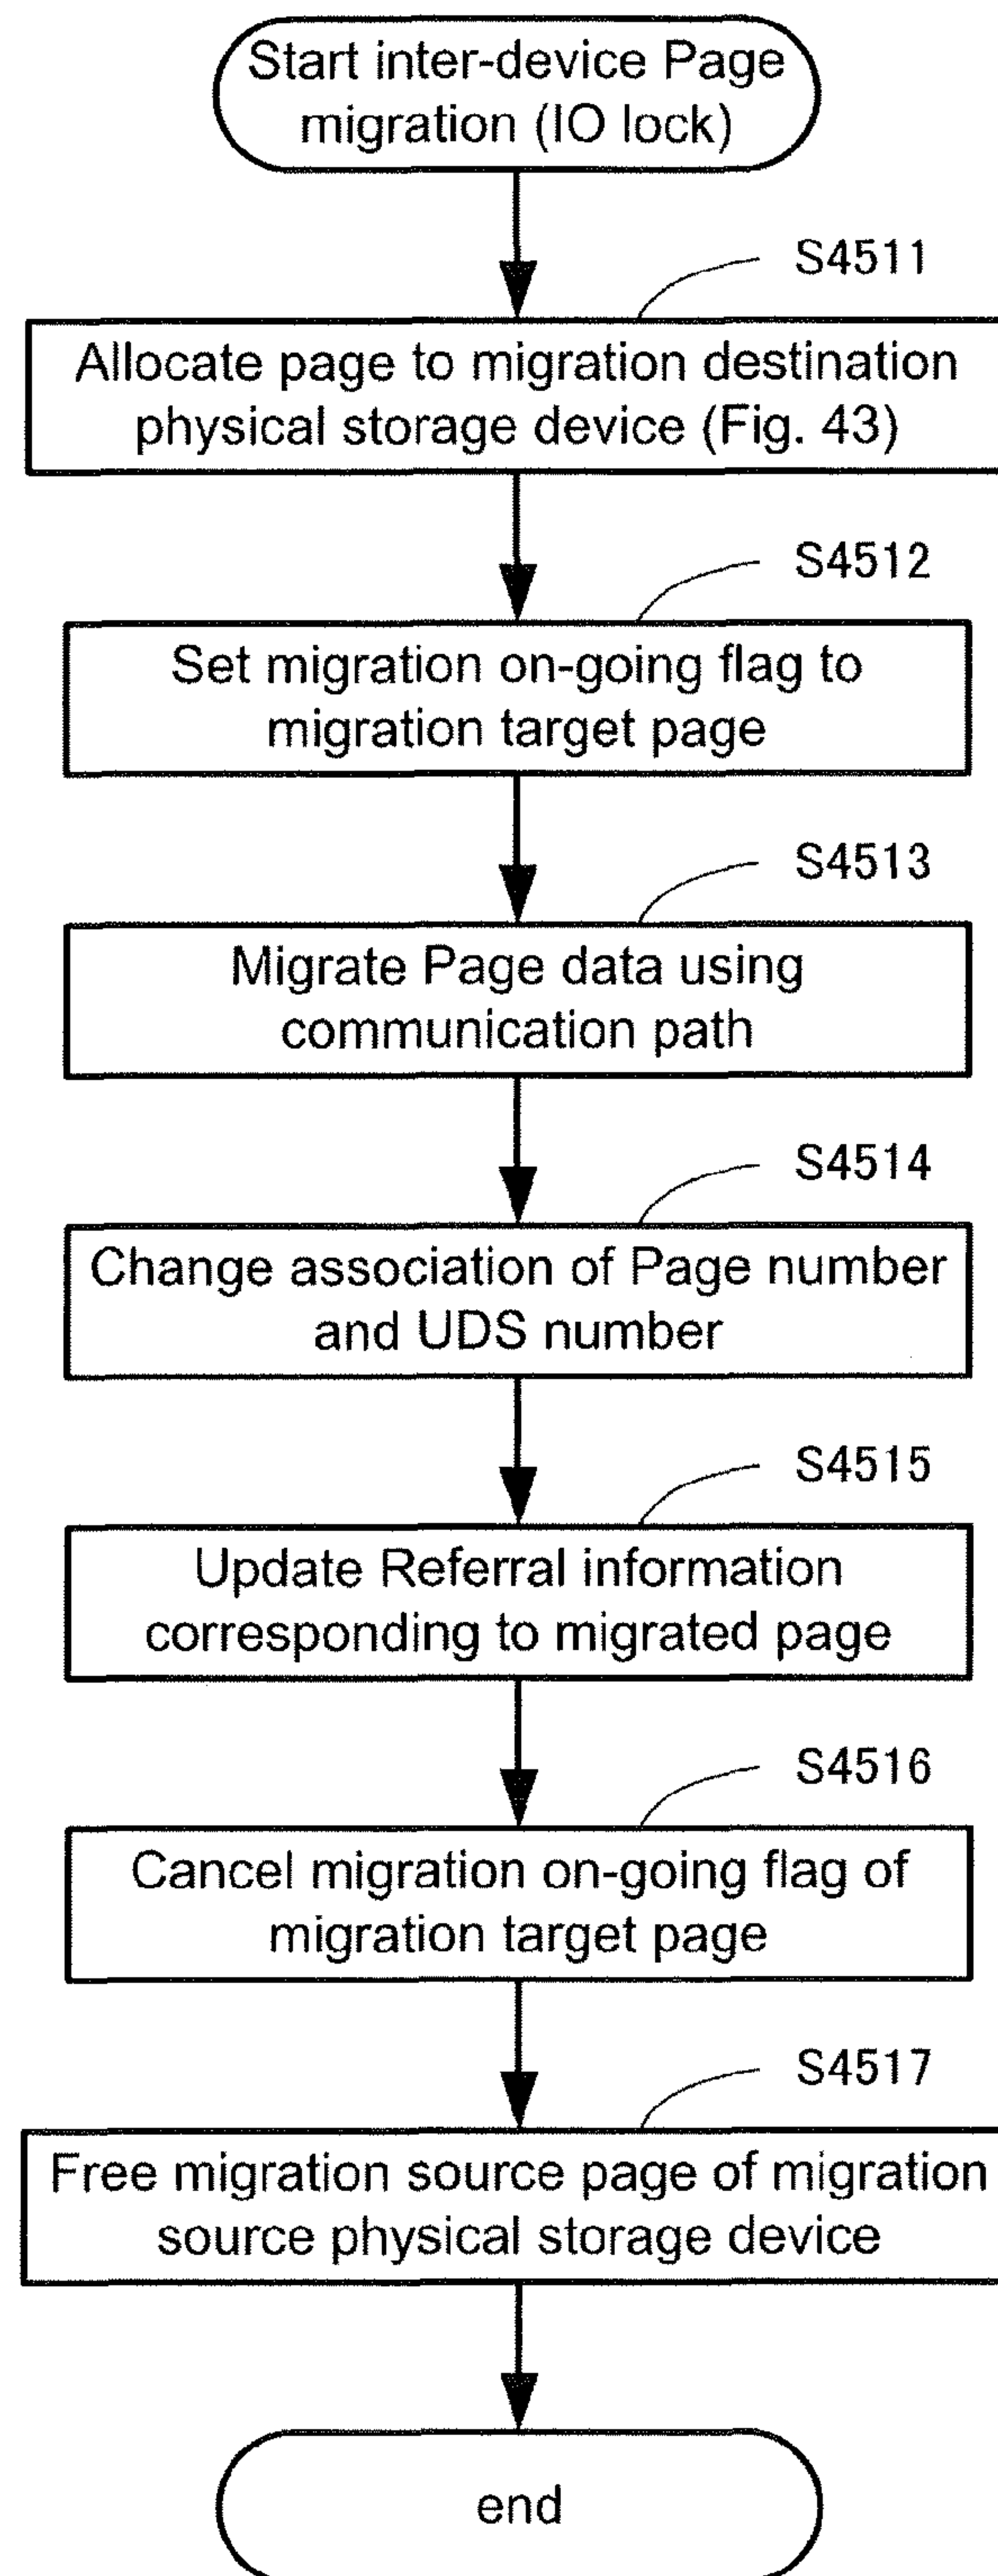 Start inter-device Page
migration (IO lock)
S4511
Allocate page to migration destination
physical storage device (Fig. 43)
S4512
Set migration on-going flag to
migration target page
S4513
Migrate Page data using
communication path
S4514
Change association of Page number
and UDS number
S4515
Update Referral information
corresponding to migrated page
S4516
Cancel migration on-going flag of
migration target page
S4517
Free migration source page of migration
source physical storage device
end